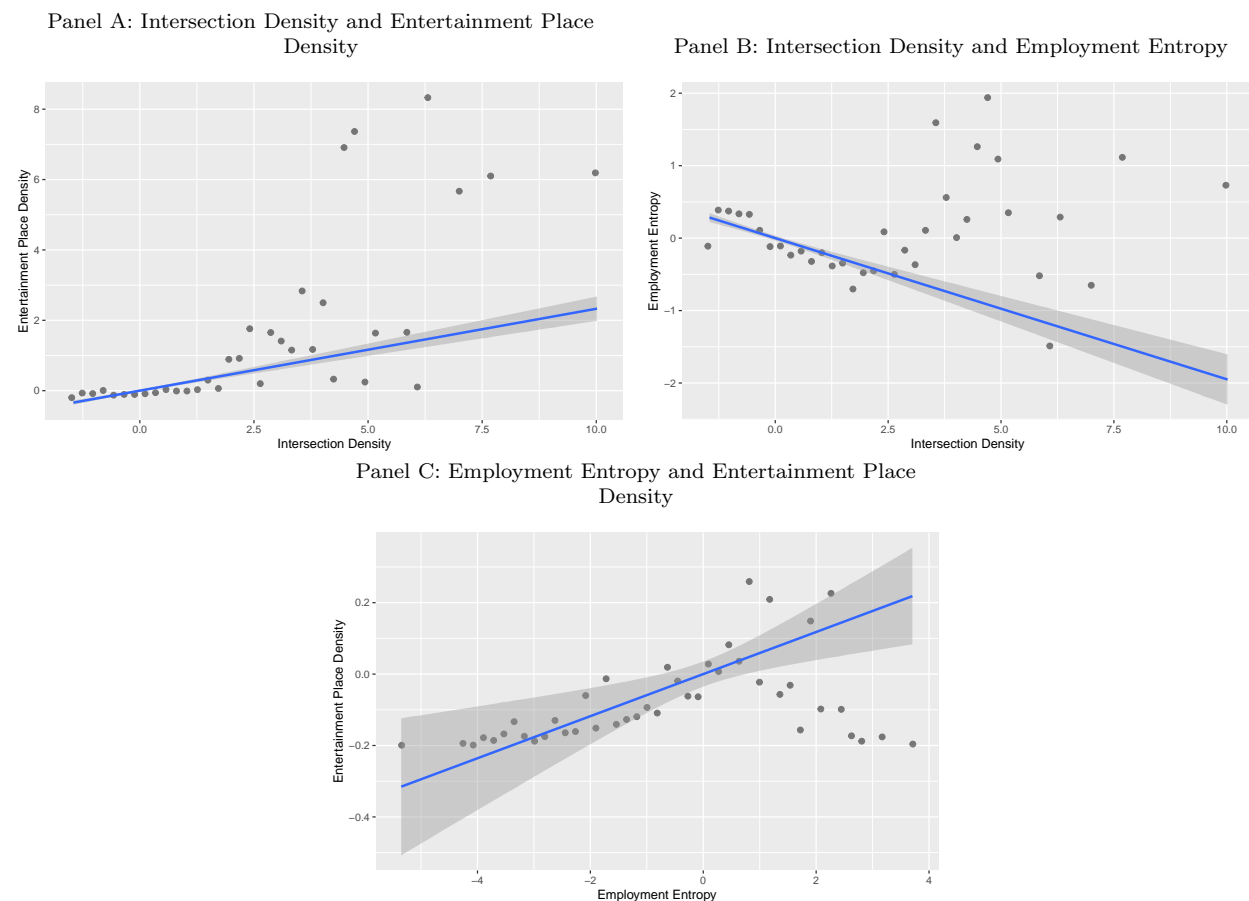 Panel A: Intersection Density and Entertainment Place
Density
Panel B: Intersection Density and Employment Entropy
8
6
4
2
0
Entertainment Place Density
0.0 2.5 5.0 7.5 10.0
Intersection Density
2
1
0
−1
−2
Employment Entropy
0.0 2.5 5.0 7.5 10.0
Intersection Density
Panel C: Employment Entropy and Entertainment Place
Density
0.2
0.0
−0.2
−0.4
Entertainment Place Density
−4 −2 0 2 4
Employment Entropy